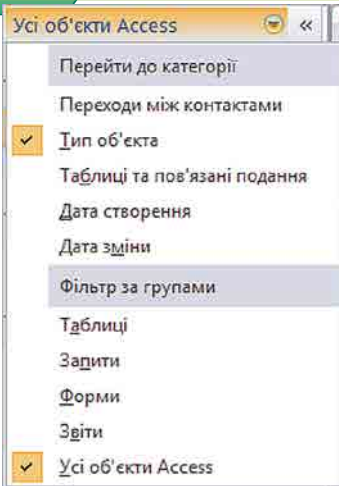 Усі об'єкти Access «
Перейти до категорії
Переходи між контактами
Тип об'єкта
Таблиці та пов'язані подання
Дата створення
Дата зміни
Фільтр за групами
Таблиці
Запити
Форми
Звіти
Усі об'єкти Access